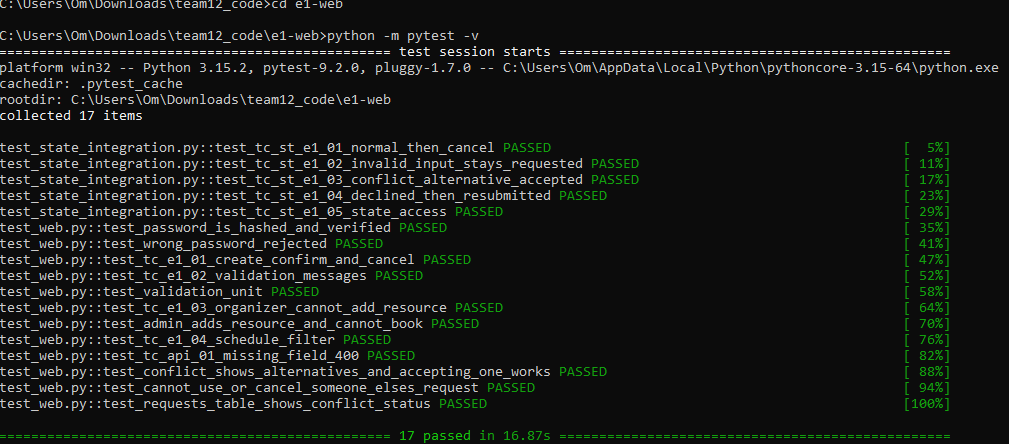 C:\Users\Om\Downloads\team12_code>cd e1-web
C:\Users\Om\Downloads\team12_code\e1-web>python -m pytest -v
================================================= test session starts =================================================
platform win32 -- Python 3.15.2, pytest-9.2.0, pluggy-1.7.0 -- C:\Users\Om\AppData\Local\Python\pythoncore-3.15-64\python.exe
cachedir: .pytest_cache
rootdir: C:\Users\Om\Downloads\team12_code\e1-web
collected 17 items
test_state_integration.py::test_tc_st_e1_01_normal_then_cancel PASSED [  5%]
test_state_integration.py::test_tc_st_e1_02_invalid_input_stays_requested PASSED [ 11%]
test_state_integration.py::test_tc_st_e1_03_conflict_alternative_accepted PASSED [ 17%]
test_state_integration.py::test_tc_st_e1_04_declined_then_resubmitted PASSED [ 23%]
test_state_integration.py::test_tc_st_e1_05_state_access PASSED [ 29%]
test_web.py::test_password_is_hashed_and_verified PASSED [ 35%]
test_web.py::test_wrong_password_rejected PASSED [ 41%]
test_web.py::test_tc_e1_01_create_confirm_and_cancel PASSED [ 47%]
test_web.py::test_tc_e1_02_validation_messages PASSED [ 52%]
test_web.py::test_validation_unit PASSED [ 58%]
test_web.py::test_tc_e1_03_organizer_cannot_add_resource PASSED [ 64%]
test_web.py::test_admin_adds_resource_and_cannot_book PASSED [ 70%]
test_web.py::test_tc_e1_04_schedule_filter PASSED [ 76%]
test_web.py::test_tc_api_01_missing_field_400 PASSED [ 82%]
test_web.py::test_conflict_shows_alternatives_and_accepting_one_works PASSED [ 88%]
test_web.py::test_cannot_use_or_cancel_someone_elses_request PASSED [ 94%]
test_web.py::test_requests_table_shows_conflict_status PASSED [100%]
================================================= 17 passed in 16.87s =================================================